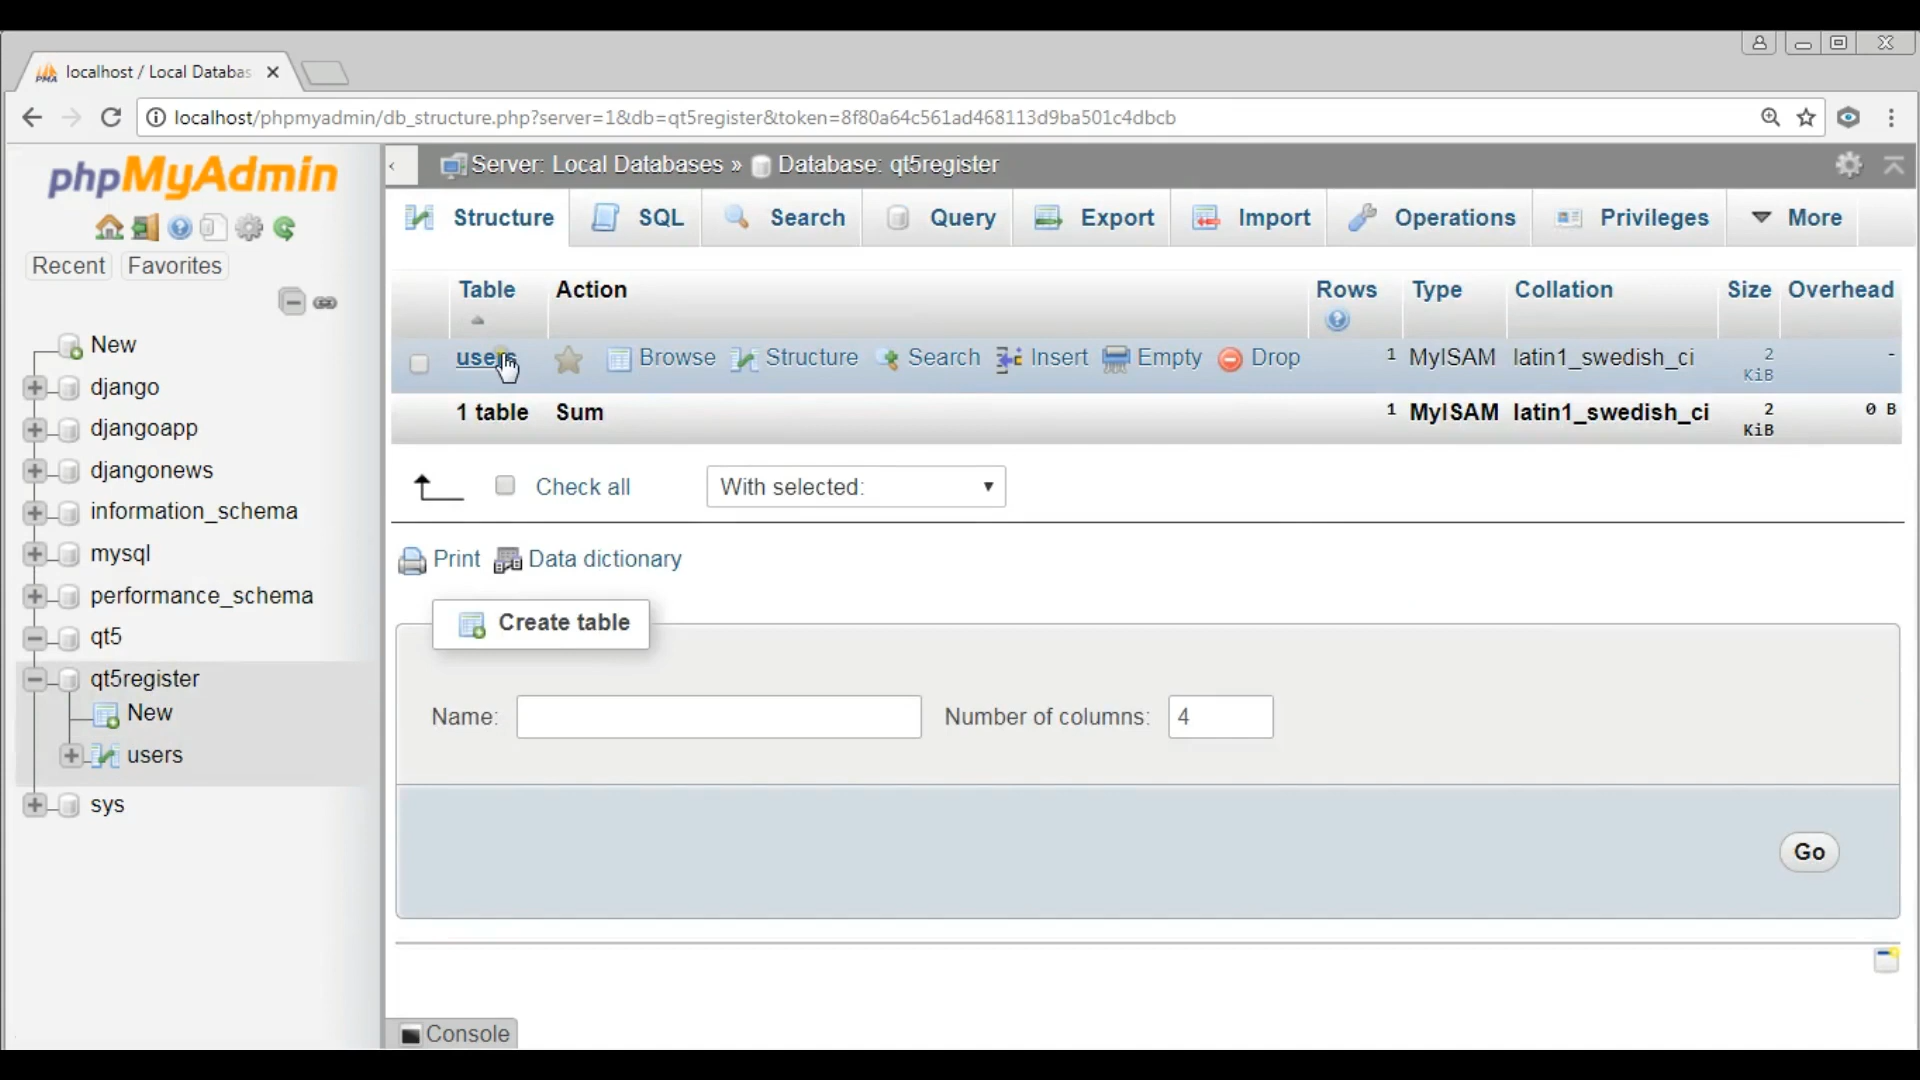 localhost / Local Databas
localhost/phpmyadmin/db_structure.php?server=1&db=qt5register&token=8f80a64c561ad468113d9ba501c4dbcb
phpMyAdmin
Recent Favorites
New
django
djangoapp
djangonews
information_schema
mysql
performance_schema
qt5
qt5register
New
users
sys
Server: Local Databases » Database: qt5register
Structure SQL Search Query Export Import Operations Privileges More
Table Action Rows Type Collation Size Overhead
users Browse Structure Search Insert Empty Drop 1 MyISAM latin1_swedish_ci 2 KiB -
1 table Sum 1 MyISAM latin1_swedish_ci 2 KiB 0 B
Check all With selected:
Print Data dictionary
Create table
Name: Number of columns: 4
Go
Console